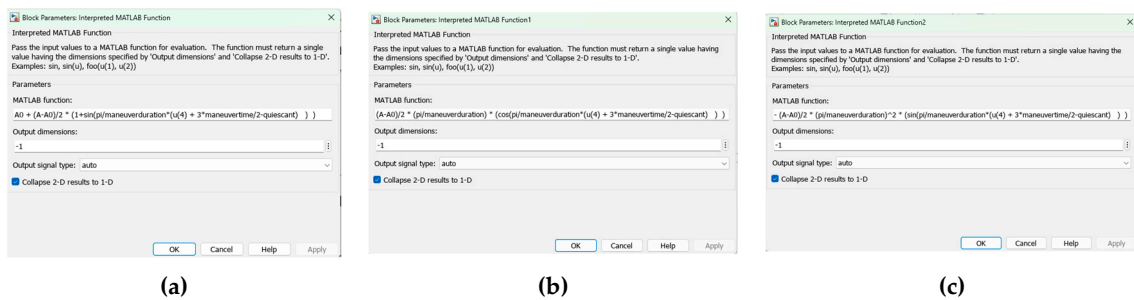 Block Parameters: Interpreted MATLAB Function
Interpreted MATLAB Function
Pass the input values to a MATLAB function for evaluation. The function must return a single
value having the dimensions specified by 'Output dimensions' and 'Collapse 2-D results to 1-D'.
Examples: sin, sin(u), foo(u(1), u(2))
Parameters
MATLAB function:
A0 + (A-A0)/2 * (1+sin(pi/maneuverduration*(u(4) + 3*maneuvertime/2-quiescant) ) )
Output dimensions:
-1
Output signal type: auto
Collapse 2-D results to 1-D
OK Cancel Help Apply
(a)
Block Parameters: Interpreted MATLAB Function1
Interpreted MATLAB Function
Pass the input values to a MATLAB function for evaluation. The function must return a single value having
the dimensions specified by 'Output dimensions' and 'Collapse 2-D results to 1-D'.
Examples: sin, sin(u), foo(u(1), u(2))
Parameters
MATLAB function:
(A-A0)/2 * (pi/maneuverduration) * (cos(pi/maneuverduration*(u(4) + 3*maneuvertime/2-quiescant) ) )
Output dimensions:
-1
Output signal type: auto
Collapse 2-D results to 1-D
OK Cancel Help Apply
(b)
Block Parameters: Interpreted MATLAB Function2
Interpreted MATLAB Function
Pass the input values to a MATLAB function for evaluation. The function must return a single value having the
dimensions specified by 'Output dimensions' and 'Collapse 2-D results to 1-D'.
Examples: sin, sin(u), foo(u(1), u(2))
Parameters
MATLAB function:
- (A-A0)/2 * (pi/maneuverduration)^2 * (sin(pi/maneuverduration*(u(4) + 3*maneuvertime/2-quiescant) ) )
Output dimensions:
-1
Output signal type: auto
Collapse 2-D results to 1-D
OK Cancel Help Apply
(c)